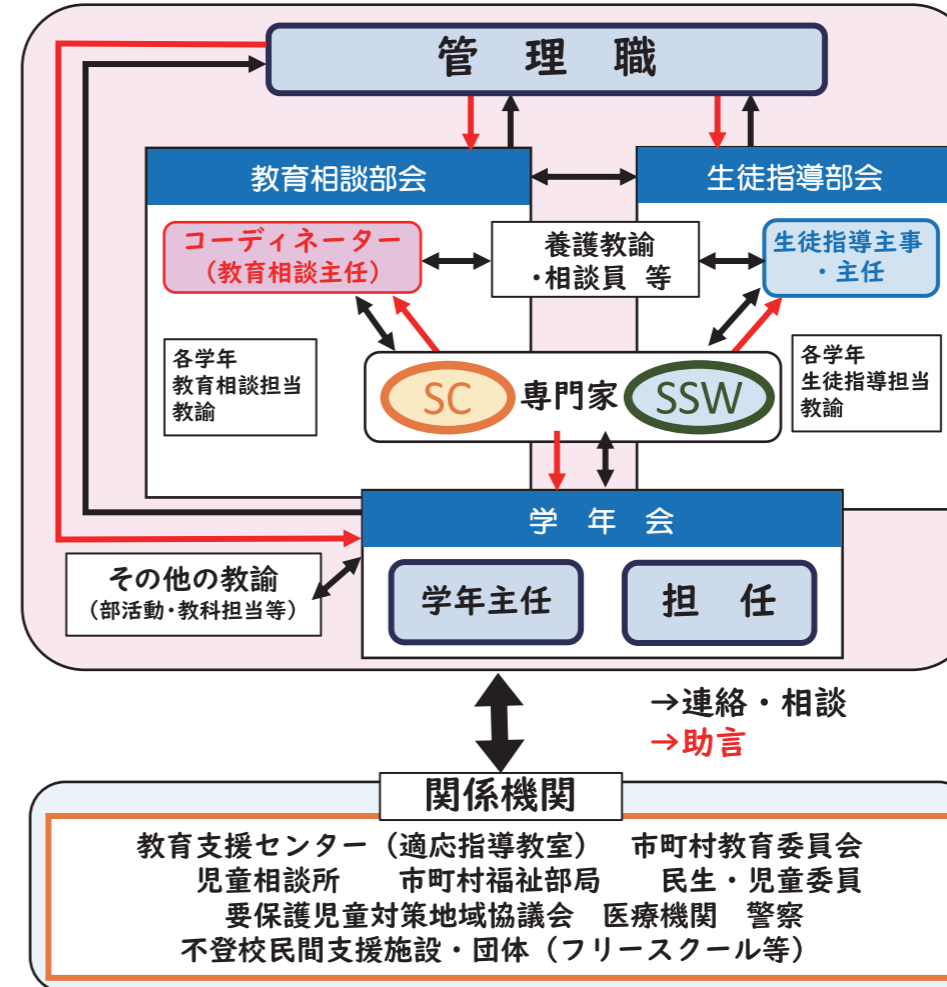 管 理 職
教育相談部会
生徒指導部会
コーディネーター
（教育相談主任）
養護教諭
・相談員 等
生徒指導主事
・主任
各学年
教育相談担当
教諭
SC 専門家 SSW
各学年
生徒指導担当
教諭
学 年 会
その他の教諭
（部活動・教科担当等）
学年主任
担 任
→連絡・相談
→助言
関係機関
教育支援センター（適応指導教室） 市町村教育委員会
児童相談所 市町村福祉部局 民生・児童委員
要保護児童対策地域協議会 医療機関 警察
不登校民間支援施設・団体（フリースクール等）